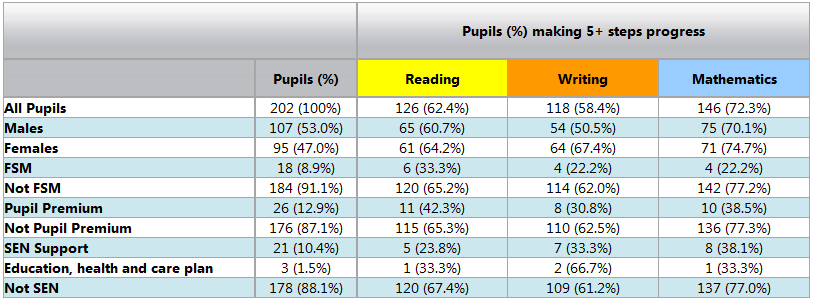 Pupils (%) making 5+ steps progress
Pupils (%) Reading Writing Mathematics
All Pupils 202 (100%) 126 (62.4%) 118 (58.4%) 146 (72.3%)
Males 107 (53.0%) 65 (60.7%) 54 (50.5%) 75 (70.1%)
Females 95 (47.0%) 61 (64.2%) 64 (67.4%) 71 (74.7%)
FSM 18 (8.9%) 6 (33.3%) 4 (22.2%) 4 (22.2%)
Not FSM 184 (91.1%) 120 (65.2%) 114 (62.0%) 142 (77.2%)
Pupil Premium 26 (12.9%) 11 (42.3%) 8 (30.8%) 10 (38.5%)
Not Pupil Premium 176 (87.1%) 115 (65.3%) 110 (62.5%) 136 (77.3%)
SEN Support 21 (10.4%) 5 (23.8%) 7 (33.3%) 8 (38.1%)
Education, health and care plan 3 (1.5%) 1 (33.3%) 2 (66.7%) 1 (33.3%)
Not SEN 178 (88.1%) 120 (67.4%) 109 (61.2%) 137 (77.0%)